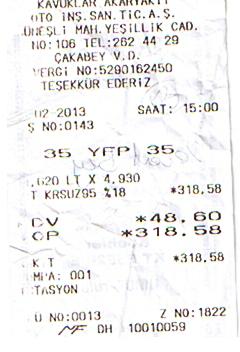 KAVUKLAR AKARYAKIT
OTO İNŞ.SAN.TİC.A.Ş.
ÜNEŞLİ MAH.YEŞİLLİK CAD.
NO:106 TEL:262 44 29
ÇAKABEY V.D.
VERGİ NO:5290162450
TEŞEKKÜR EDERİZ
02 2013 SAAT: 15:00
Ş NO:0143
35 YFP 35
.620 LT X 4,930
T KRSUZ95 %18 *318.58
DV *48.60
OP *318.58
K.T *318.58
MPA: 001
TASYON
Ü NO:0013 Z NO:1822
MF DH 10010059